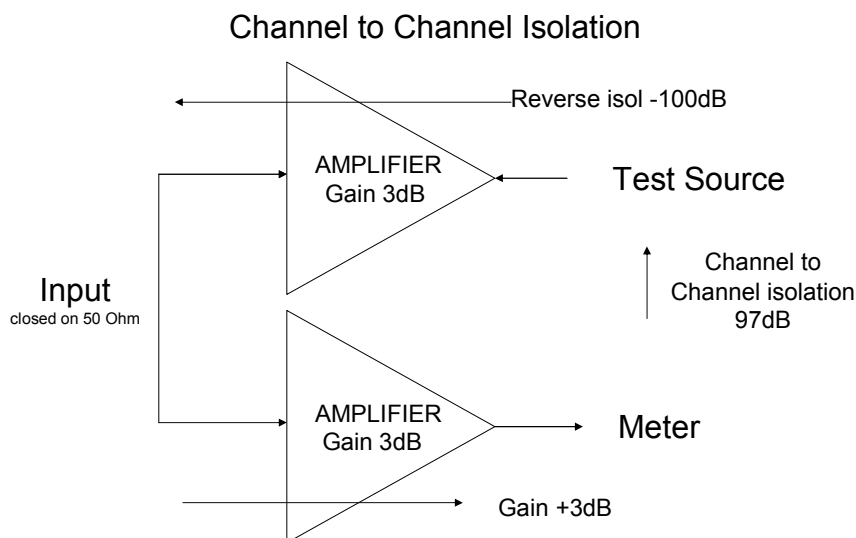 Channel to Channel Isolation
Reverse isol -100dB
AMPLIFIER
Gain 3dB
Test Source
Input
closed on 50 Ohm
Channel to
Channel isolation
97dB
AMPLIFIER
Gain 3dB
Meter
Gain +3dB